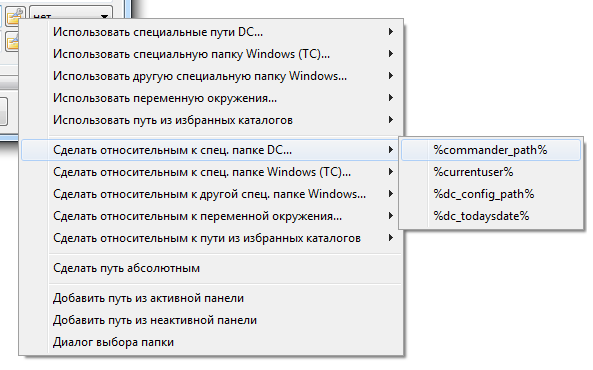 нет
Использовать специальные пути DC...
Использовать специальную папку Windows (TC)...
Использовать другую специальную папку Windows...
Использовать переменную окружения...
Использовать путь из избранных каталогов
Сделать относительным к спец. папке DC...
Сделать относительным к спец. папке Windows (TC)...
Сделать относительным к другой спец. папке Windows...
Сделать относительным к переменной окружения...
Сделать относительным к пути из избранных каталогов
Сделать путь абсолютным
Добавить путь из активной панели
Добавить путь из неактивной панели
Диалог выбора папки
%commander_path%
%currentuser%
%dc_config_path%
%dc_todaysdate%